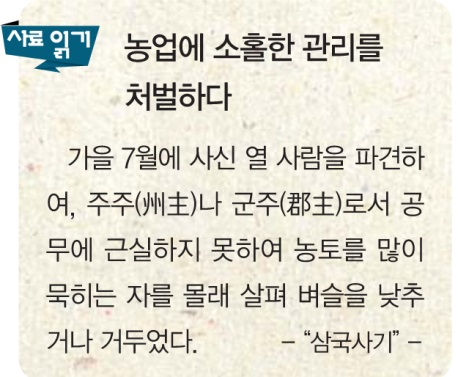 사료 읽기
농업에 소홀한 관리를
처벌하다
가을 7월에 사신 열 사람을 파견하
여, 주주(州主)나 군주(郡主)로서 공
무에 근실하지 못하여 농토를 많이
묵히는 자를 몰래 살펴 벼슬을 낮추
거나 거두었다. - “삼국사기” -